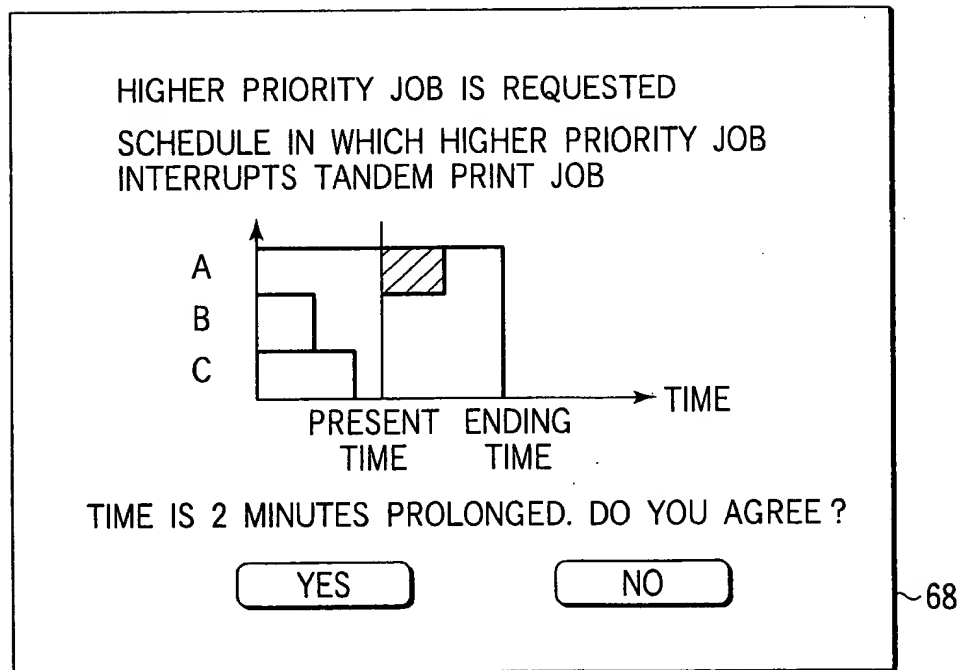 HIGHER PRIORITY JOB IS REQUESTED
SCHEDULE IN WHICH HIGHER PRIORITY JOB
INTERRUPTS TANDEM PRINT JOB
A
B
C
TIME
PRESENT TIME
ENDING TIME
TIME IS 2 MINUTES PROLONGED. DO YOU AGREE ?
YES
NO
68